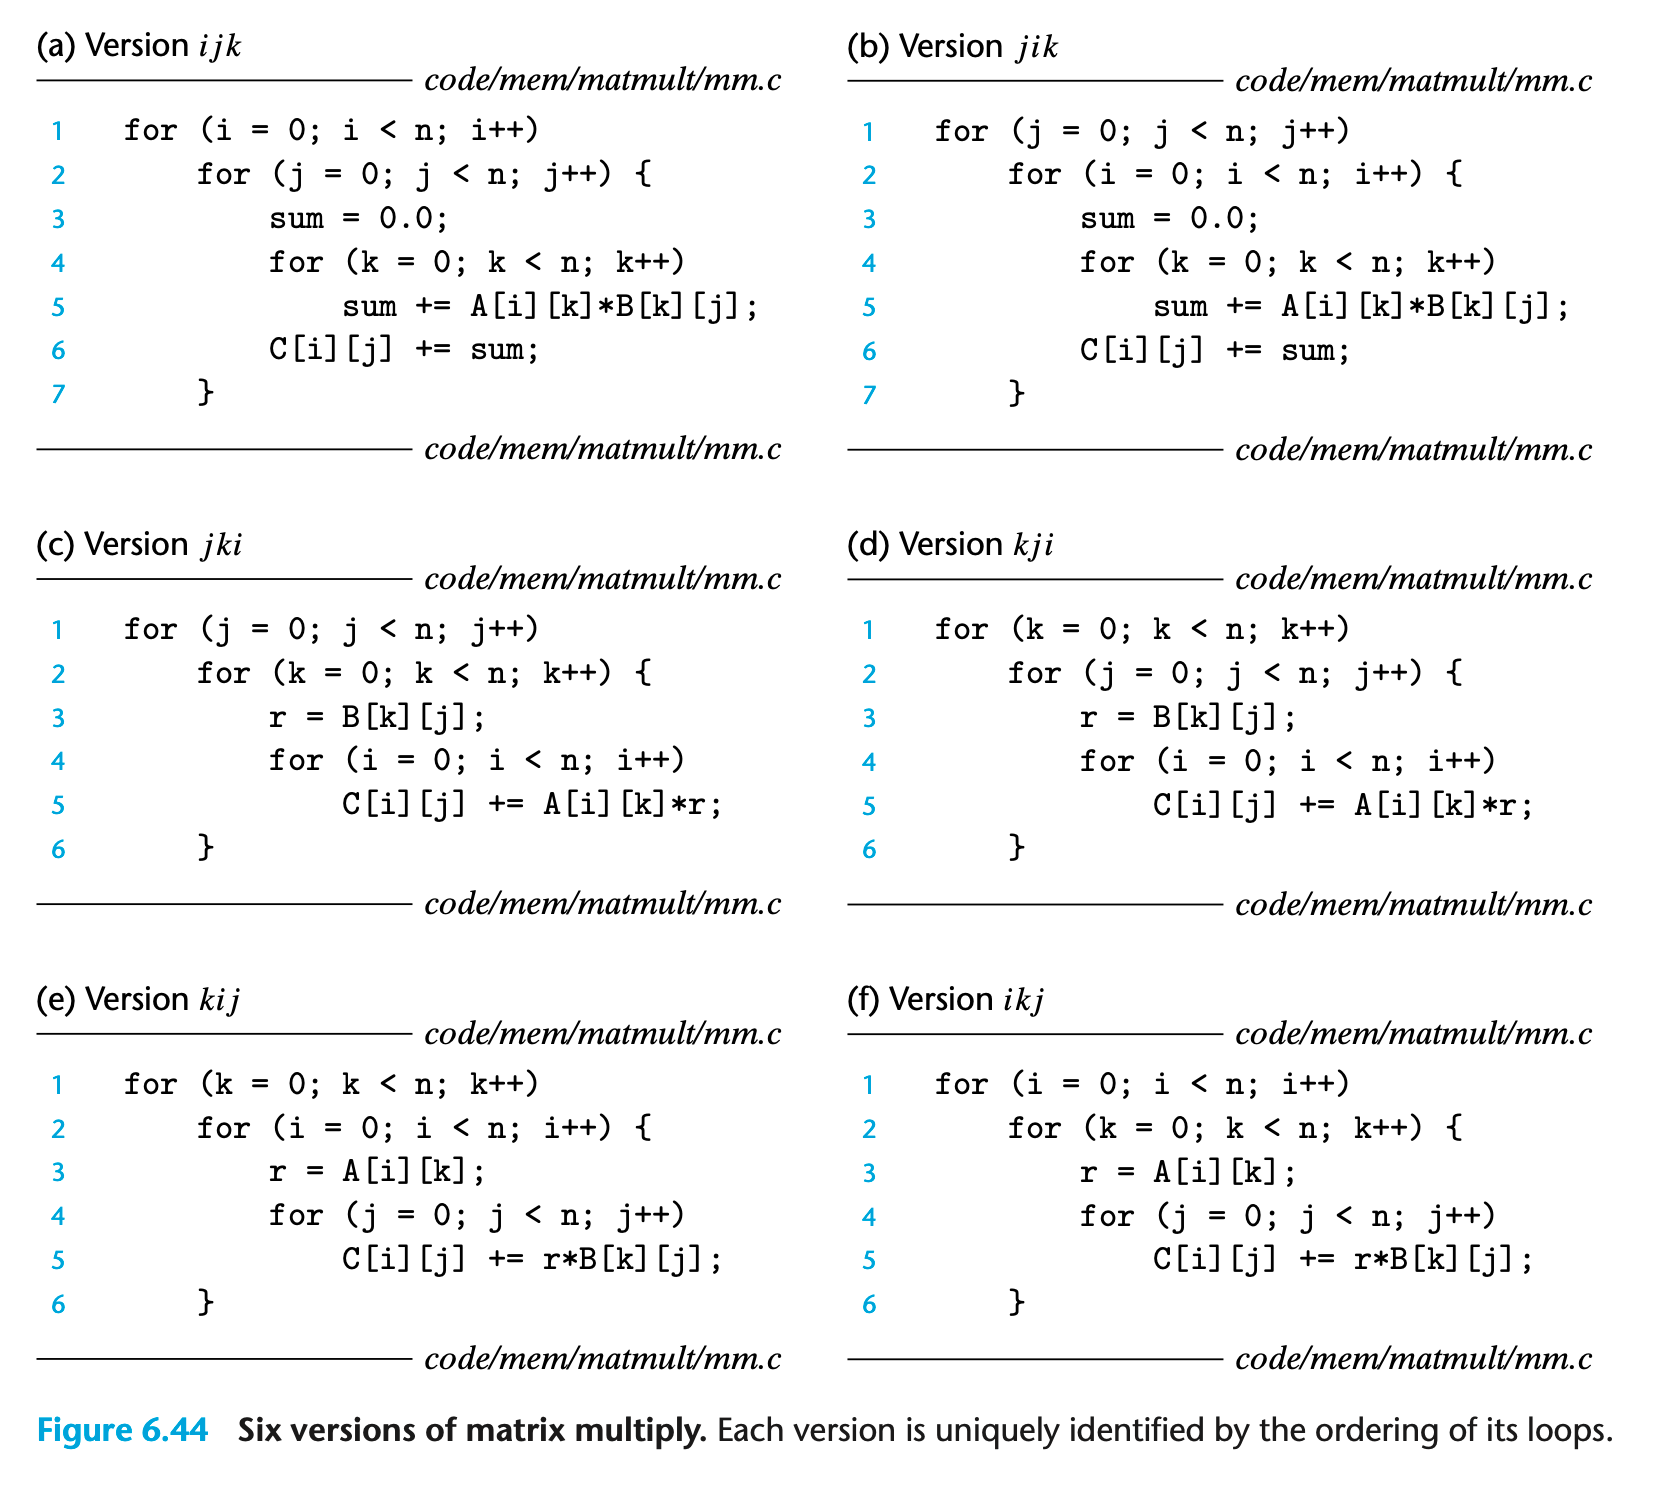 (a) Version ijk
code/mem/matmult/mm.c
1 for (i = 0; i < n; i++)
2 for (j = 0; j < n; j++) {
3 sum = 0.0;
4 for (k = 0; k < n; k++)
5 sum += A[i][k]*B[k][j];
6 C[i][j] += sum;
7 }
code/mem/matmult/mm.c
(b) Version jik
code/mem/matmult/mm.c
1 for (j = 0; j < n; j++)
2 for (i = 0; i < n; i++) {
3 sum = 0.0;
4 for (k = 0; k < n; k++)
5 sum += A[i][k]*B[k][j];
6 C[i][j] += sum;
7 }
code/mem/matmult/mm.c
(c) Version jki
code/mem/matmult/mm.c
1 for (j = 0; j < n; j++)
2 for (k = 0; k < n; k++) {
3 r = B[k][j];
4 for (i = 0; i < n; i++)
5 C[i][j] += A[i][k]*r;
6 }
code/mem/matmult/mm.c
(d) Version kji
code/mem/matmult/mm.c
1 for (k = 0; k < n; k++)
2 for (j = 0; j < n; j++) {
3 r = B[k][j];
4 for (i = 0; i < n; i++)
5 C[i][j] += A[i][k]*r;
6 }
code/mem/matmult/mm.c
(e) Version kij
code/mem/matmult/mm.c
1 for (k = 0; k < n; k++)
2 for (i = 0; i < n; i++) {
3 r = A[i][k];
4 for (j = 0; j < n; j++)
5 C[i][j] += r*B[k][j];
6 }
code/mem/matmult/mm.c
(f) Version ikj
code/mem/matmult/mm.c
1 for (i = 0; i < n; i++)
2 for (k = 0; k < n; k++) {
3 r = A[i][k];
4 for (j = 0; j < n; j++)
5 C[i][j] += r*B[k][j];
6 }
code/mem/matmult/mm.c
Figure 6.44 Six versions of matrix multiply. Each version is uniquely identified by the ordering of its loops.